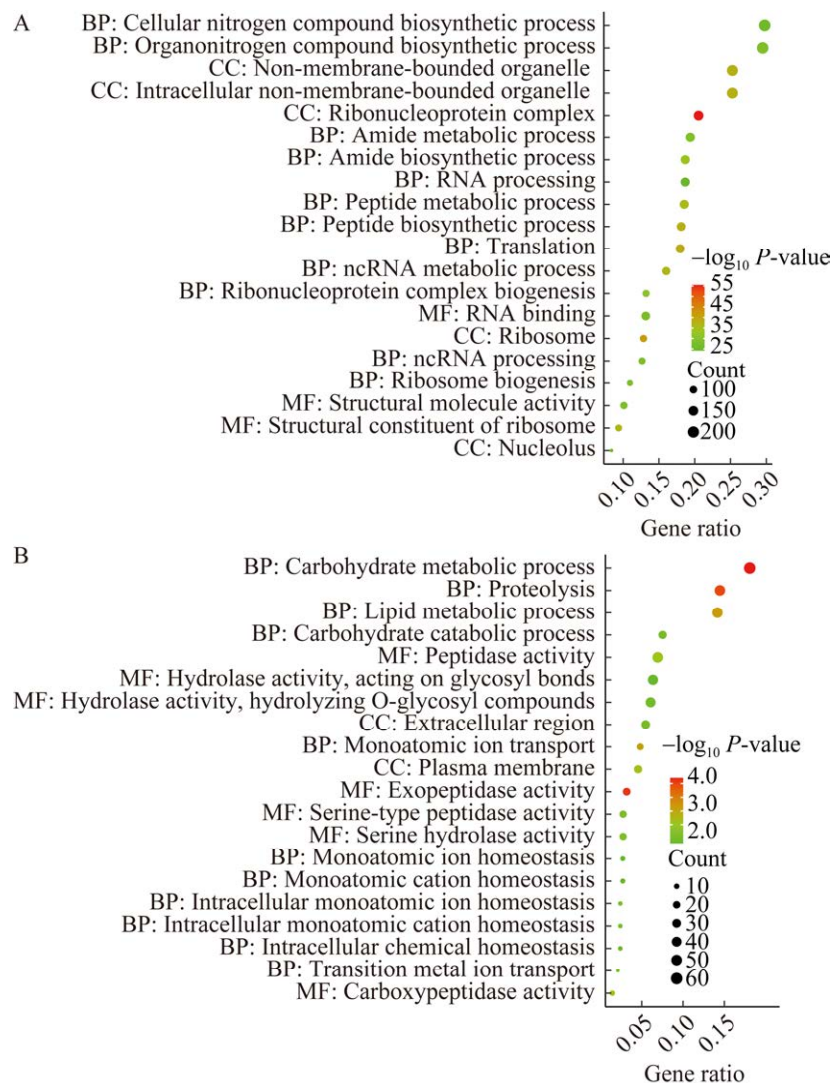 A
BP: Cellular nitrogen compound biosynthetic process
BP: Organonitrogen compound biosynthetic process
CC: Non-membrane-bounded organelle
CC: Intracellular non-membrane-bounded organelle
CC: Ribonucleoprotein complex
BP: Amide metabolic process
BP: Amide biosynthetic process
BP: RNA processing
BP: Peptide metabolic process
BP: Peptide biosynthetic process
BP: Translation
BP: ncRNA metabolic process
BP: Ribonucleoprotein complex biogenesis
MF: RNA binding
CC: Ribosome
BP: ncRNA processing
BP: Ribosome biogenesis
MF: Structural molecule activity
MF: Structural constituent of ribosome
CC: Nucleolus
−log₁₀ P-value
55
45
35
25
Count
100
150
200
0.10 0.15 0.20 0.25 0.30
Gene ratio
B
BP: Carbohydrate metabolic process
BP: Proteolysis
BP: Lipid metabolic process
BP: Carbohydrate catabolic process
MF: Peptidase activity
MF: Hydrolase activity, acting on glycosyl bonds
MF: Hydrolase activity, hydrolyzing O-glycosyl compounds
CC: Extracellular region
BP: Monoatomic ion transport
CC: Plasma membrane
MF: Exopeptidase activity
MF: Serine-type peptidase activity
MF: Serine hydrolase activity
BP: Monoatomic ion homeostasis
BP: Monoatomic cation homeostasis
BP: Intracellular monoatomic ion homeostasis
BP: Intracellular monoatomic cation homeostasis
BP: Intracellular chemical homeostasis
BP: Transition metal ion transport
MF: Carboxypeptidase activity
−log₁₀ P-value
4.0
3.0
2.0
Count
10
20
30
40
50
60
0.05 0.10 0.15
Gene ratio